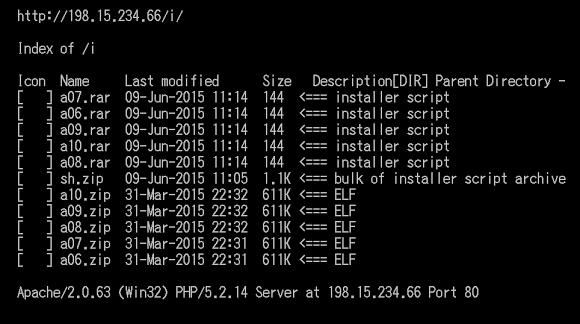 http://198.15.234.66/i/
Index of /i
Icon Name Last modified Size Description[DIR] Parent Directory -
[ ] a07.rar 09-Jun-2015 11:14 144 <=== installer script
[ ] a06.rar 09-Jun-2015 11:14 144 <=== installer script
[ ] a09.rar 09-Jun-2015 11:14 144 <=== installer script
[ ] a10.rar 09-Jun-2015 11:14 144 <=== installer script
[ ] a08.rar 09-Jun-2015 11:14 144 <=== installer script
[ ] sh.zip 09-Jun-2015 11:05 1.1K <=== bulk of installer script archive
[ ] a10.zip 31-Mar-2015 22:32 611K <=== ELF
[ ] a09.zip 31-Mar-2015 22:32 611K <=== ELF
[ ] a08.zip 31-Mar-2015 22:32 611K <=== ELF
[ ] a07.zip 31-Mar-2015 22:31 611K <=== ELF
[ ] a06.zip 31-Mar-2015 22:31 611K <=== ELF
Apache/2.0.63 (Win32) PHP/5.2.14 Server at 198.15.234.66 Port 80